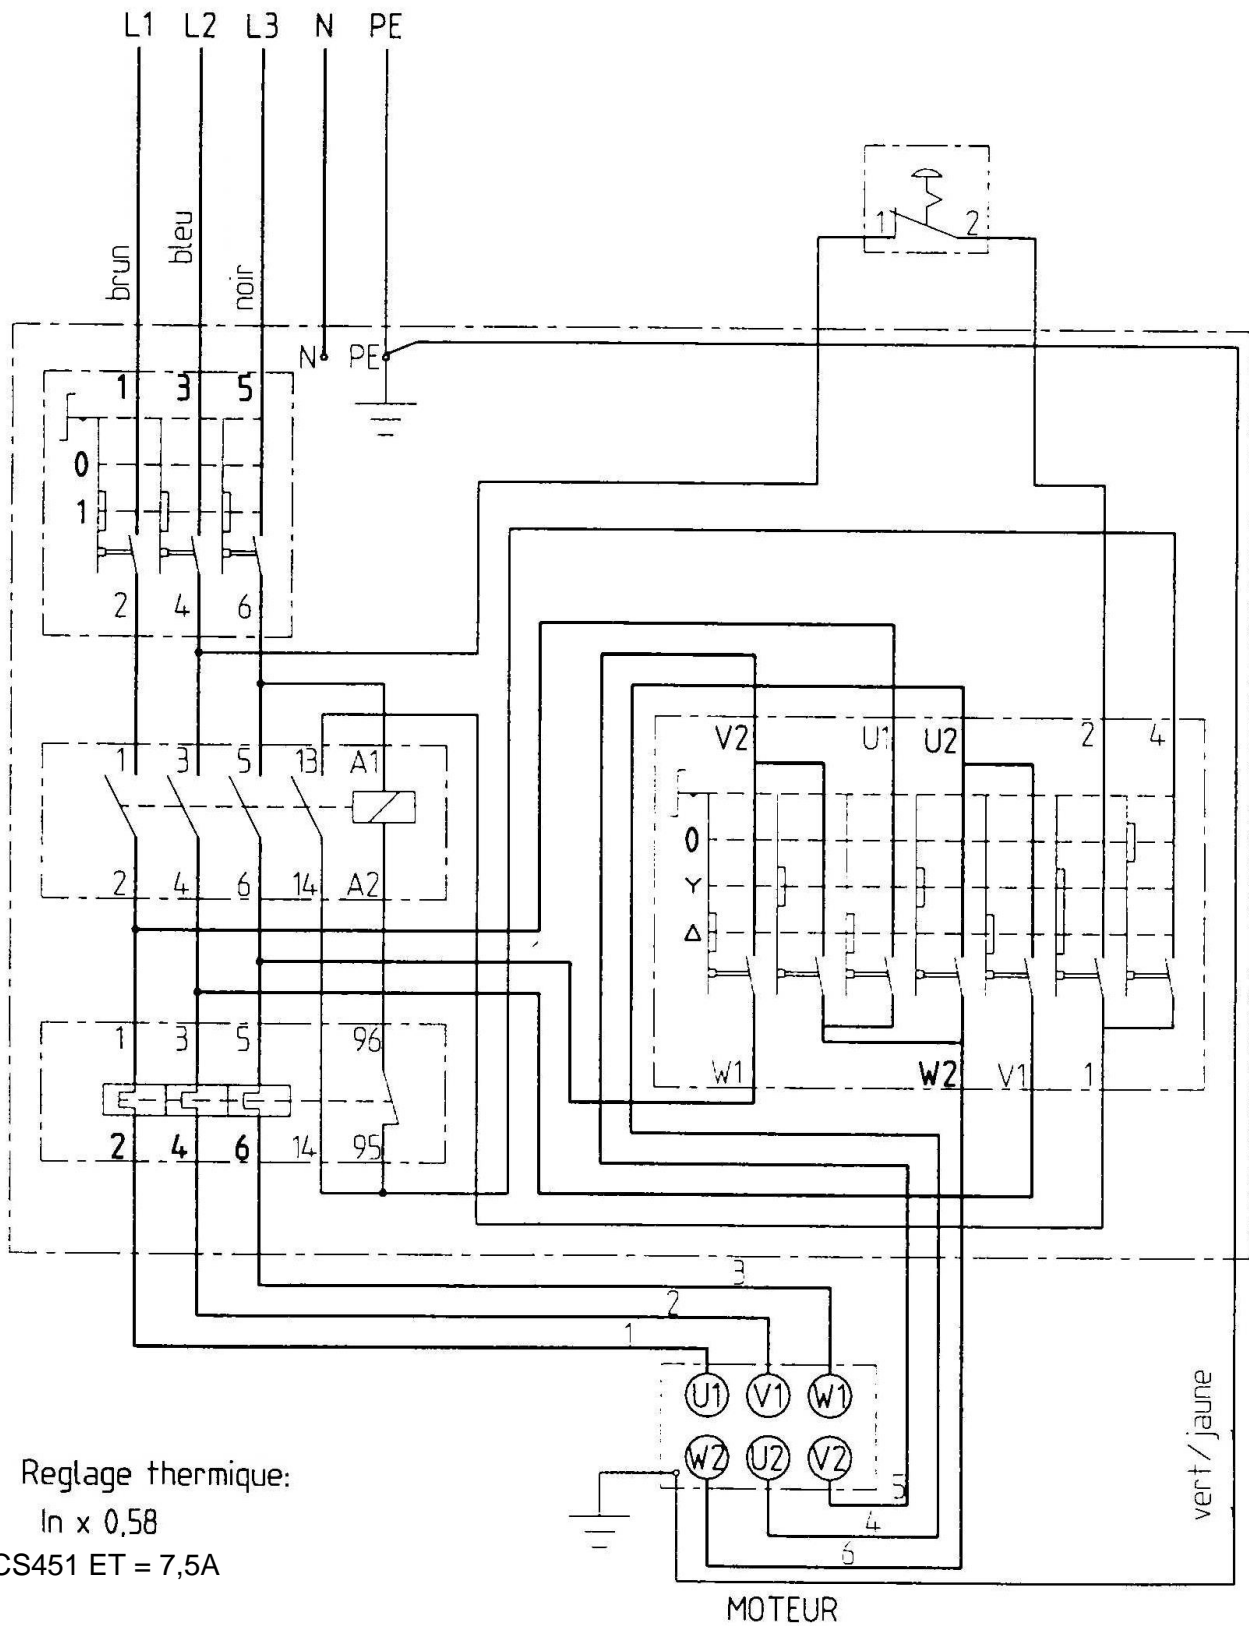 L1 L2 L3 N PE
brun
bleu
noir
1 2
N PE
1 3 5
0
1
2 4 6
V2 U1 U2 2 4
1 3 5 13 A1
0
Y
Δ
2 4 6 14 A2
1 3 5 96
W1 W2 V1 1
2 4 6 14 95
3
2
1
U1 V1 W1
W2 U2 V2
5
4
6
vert/jaune
Reglage thermique:
In x 0,58
CS451 ET = 7,5A
MOTEUR